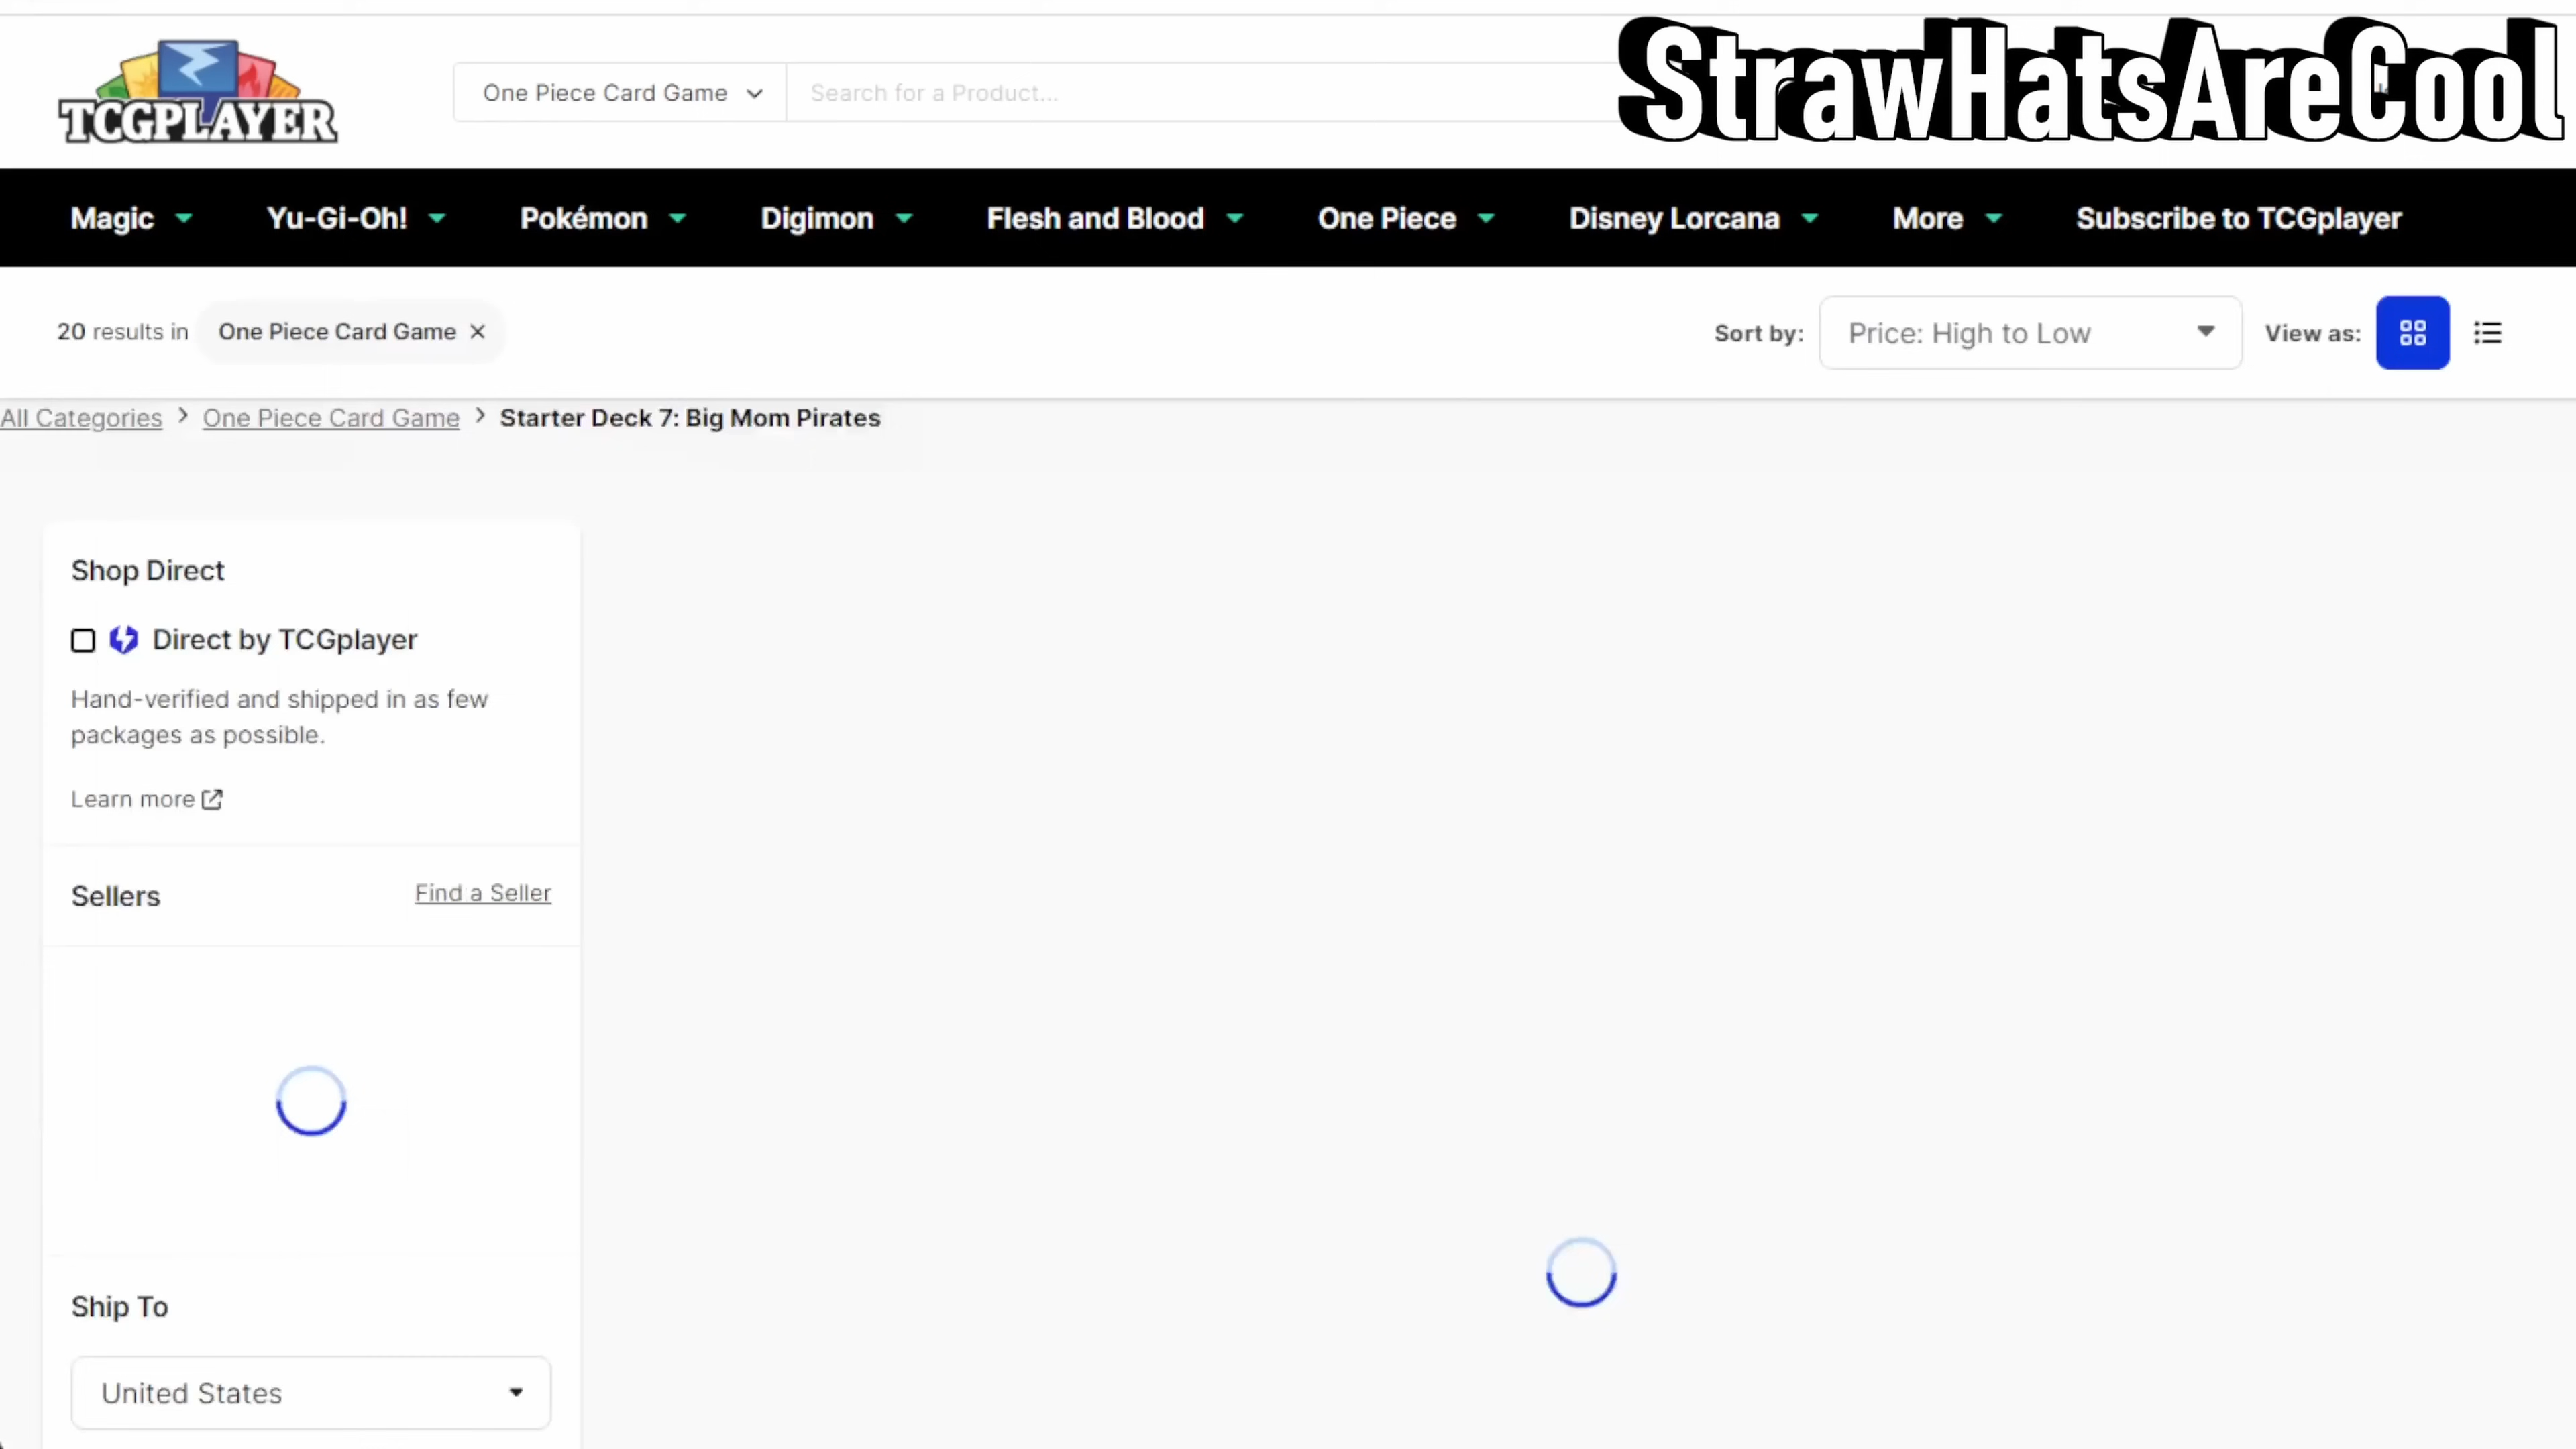 TCGPLAYER
One Piece Card Game
Search for a Product...
StrawHatsAreCool
Magic
Yu-Gi-Oh!
Pokémon
Digimon
Flesh and Blood
One Piece
Disney Lorcana
More
Subscribe to TCGplayer
20 results in
One Piece Card Game ×
Sort by:
Price: High to Low
View as:
All Categories > One Piece Card Game > Starter Deck 7: Big Mom Pirates
Shop Direct
Direct by TCGplayer
Hand-verified and shipped in as few
packages as possible.
Learn more
Sellers
Find a Seller
Ship To
United States